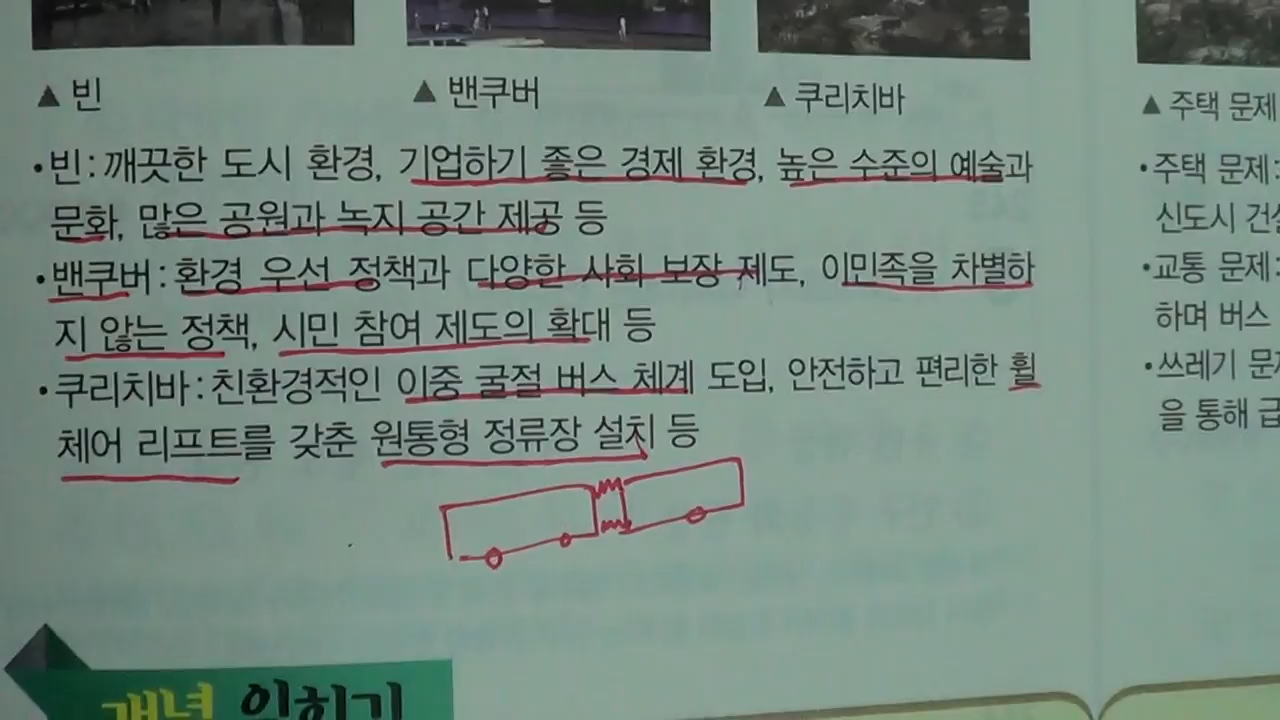 ▲ 빈
▲ 밴쿠버
▲ 쿠리치바
•빈: 깨끗한 도시 환경, 기업하기 좋은 경제 환경, 높은 수준의 예술과
문화, 많은 공원과 녹지 공간 제공 등
•밴쿠버: 환경 우선 정책과 다양한 사회 보장 제도, 이민족을 차별하
지 않는 정책, 시민 참여 제도의 확대 등
•쿠리치바: 친환경적인 이중 굴절 버스 체계 도입, 안전하고 편리한 휠
체어 리프트를 갖춘 원통형 정류장 설치 등
▲ 주택 문제
•주택 문제:
신도시 건설
•교통 문제:
하며 버스
•쓰레기 문제
을 통해 급
개념 익히기